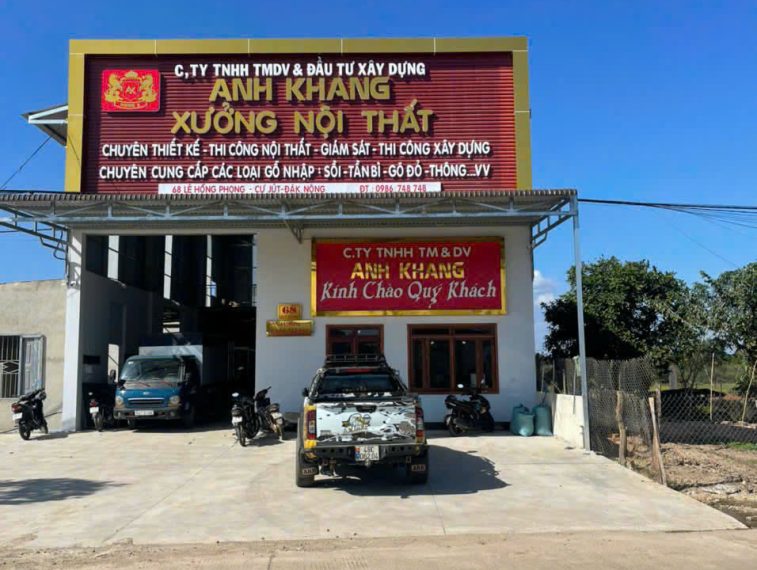 AK
C,TY TNHH TMDV & ĐẦU TƯ XÂY DỰNG
ANH KHANG
XƯỞNG NỘI THẤT
CHUYÊN THIẾT KẾ - THI CÔNG NỘI THẤT - GIÁM SÁT - THI CÔNG XÂY DỰNG
CHUYÊN CUNG CẤP CÁC LOẠI GỖ NHẬP : SỒI - TẦN BÌ - GÕ ĐỎ - THÔNG...VV
68 LÊ HỒNG PHONG - CƯ JÚT - ĐĂK NÔNG ĐT : 0986 748 748
C.TY TNHH TM & DV
ANH KHANG
Kính Chào Quý Khách
68